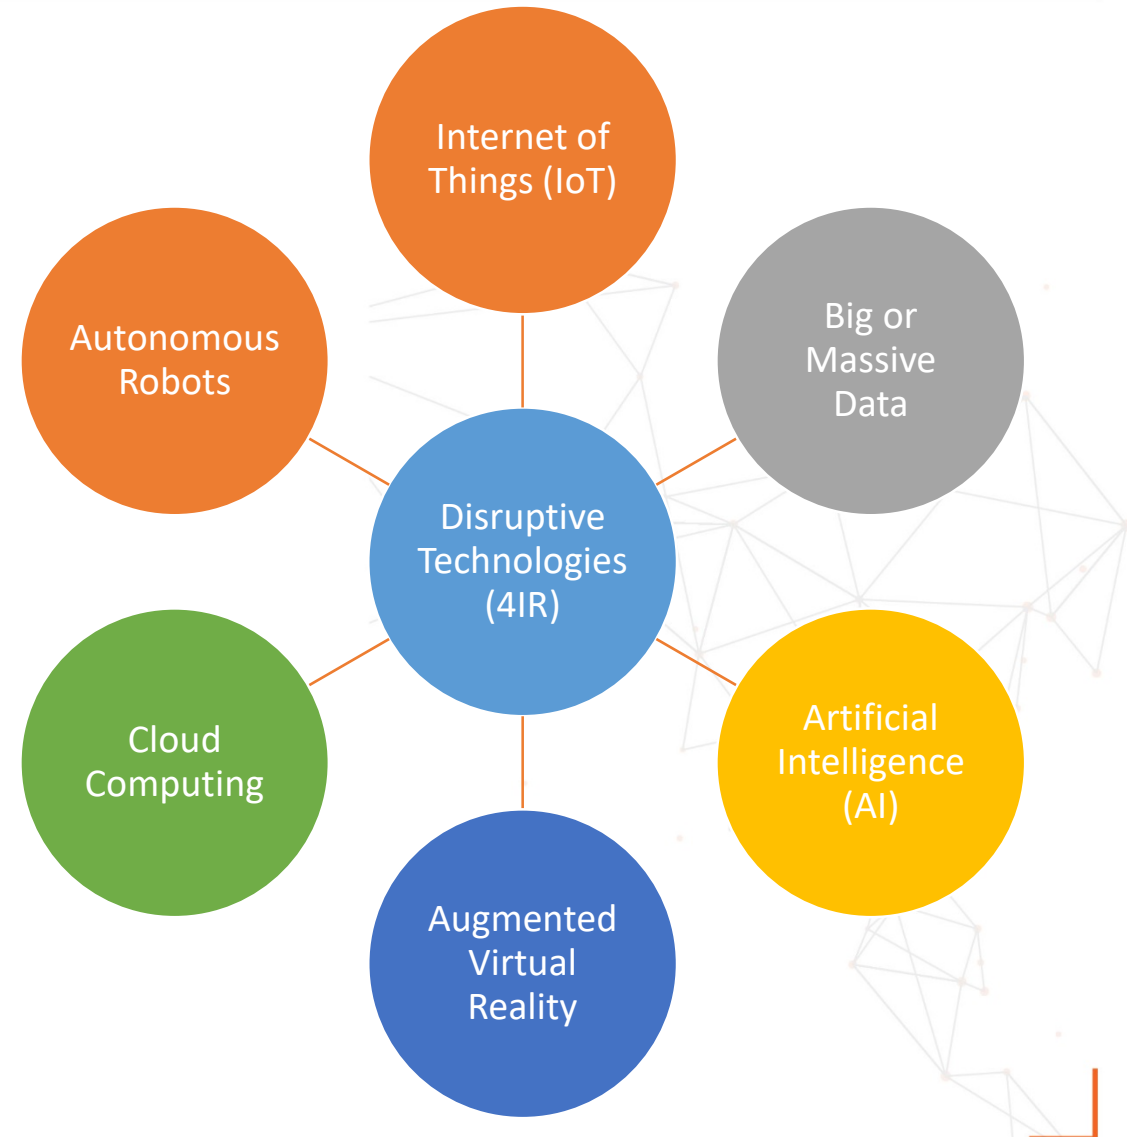 Internet of
Things (IoT)
Big or
Massive
Data
Artificial
Intelligence
(AI)
Augmented
Virtual
Reality
Cloud
Computing
Autonomous
Robots
Disruptive
Technologies
(4IR)